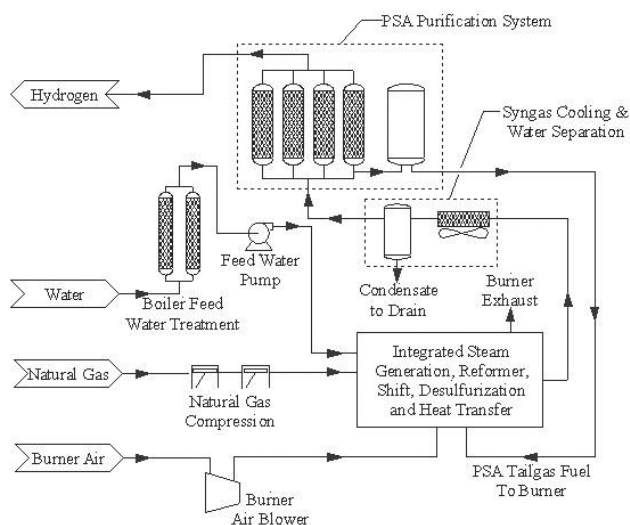 PSA Purification System
Hydrogen
Syngas Cooling &
Water Separation
Feed Water
Pump
Water
Boiler Feed
Water Treatment
Condensate
to Drain
Burner
Exhaust
Integrated Steam
Generation, Reformer,
Shift, Desulfurization
and Heat Transfer
Natural Gas
Natural Gas
Compression
Burner Air
Burner
Air Blower
PSA Tailgas Fuel
To Burner